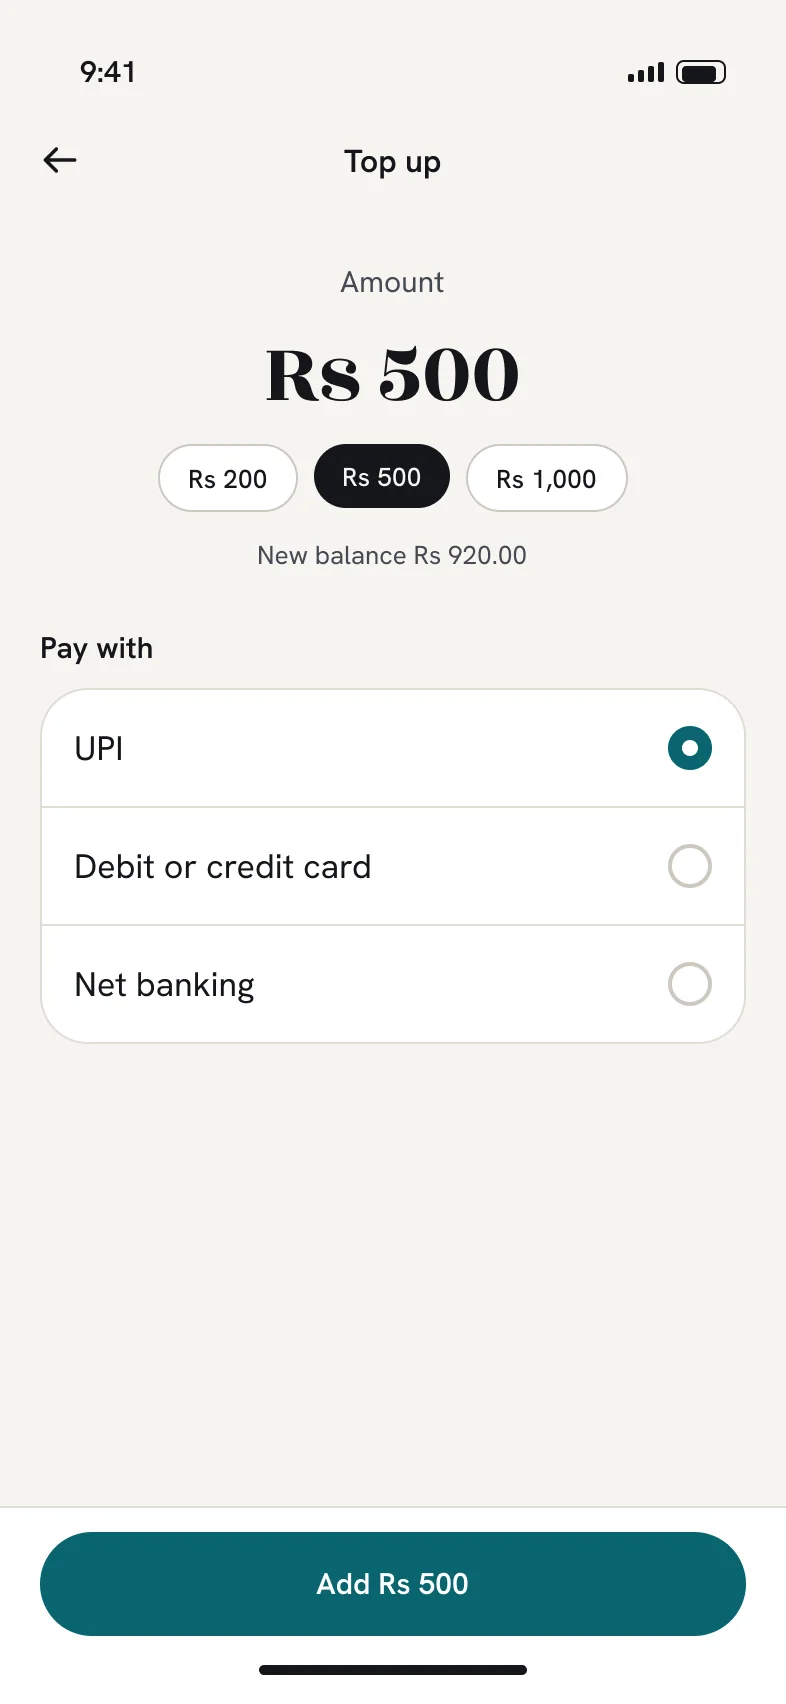 9:41
Top up
Amount
Rs 500
Rs 200 Rs 500 Rs 1,000
New balance Rs 920.00
Pay with
UPI
Debit or credit card
Net banking
Add Rs 500